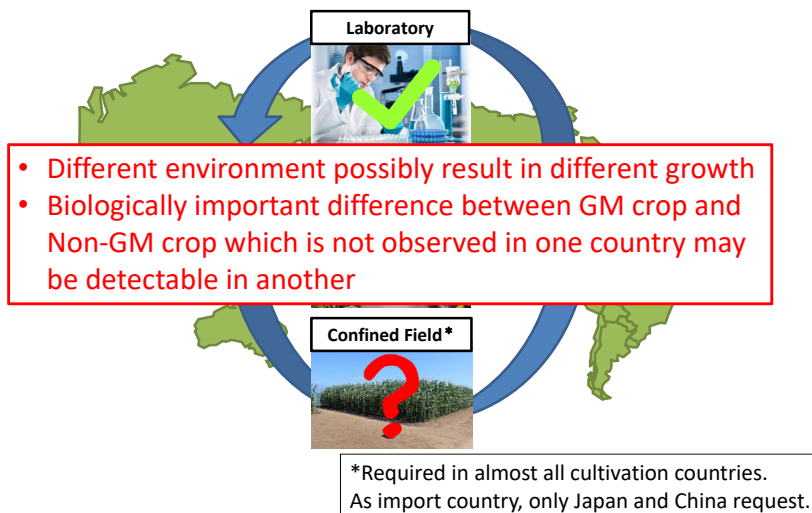 Laboratory
• Different environment possibly result in different growth
• Biologically important difference between GM crop and
Non-GM crop which is not observed in one country may
be detectable in another
Confined Field*
?
*Required in almost all cultivation countries.
As import country, only Japan and China request.